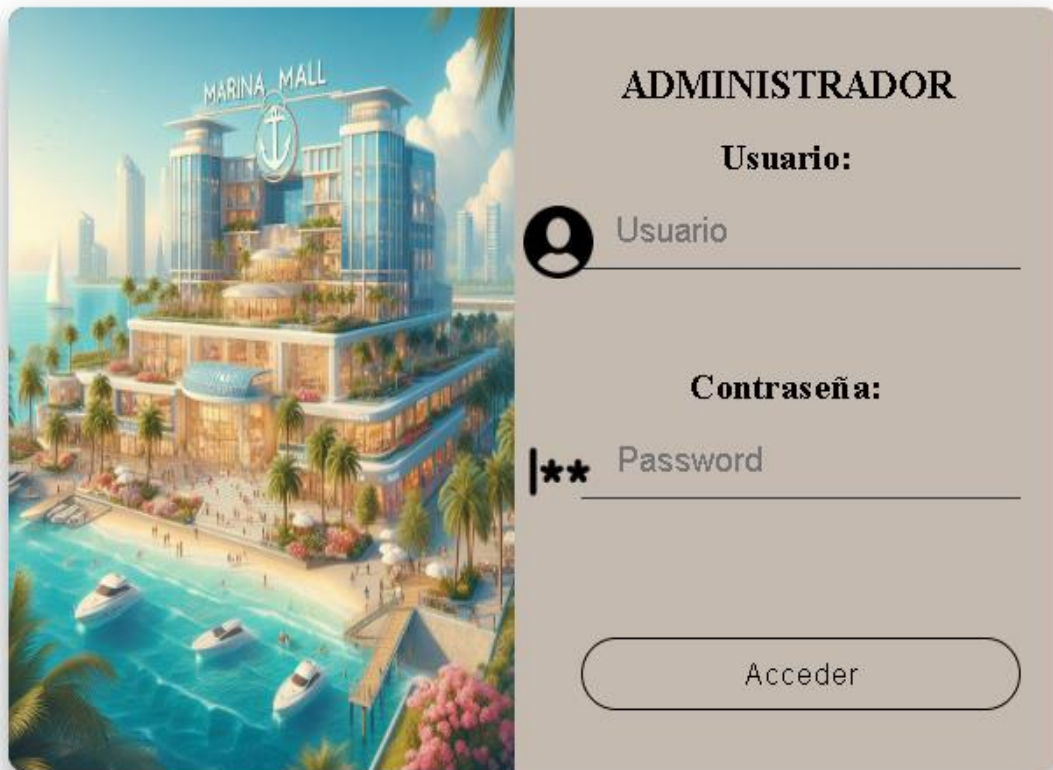 MARINA MALL
ADMINISTRADOR
Usuario:
Usuario
Contraseña:
|**
Password
Acceder